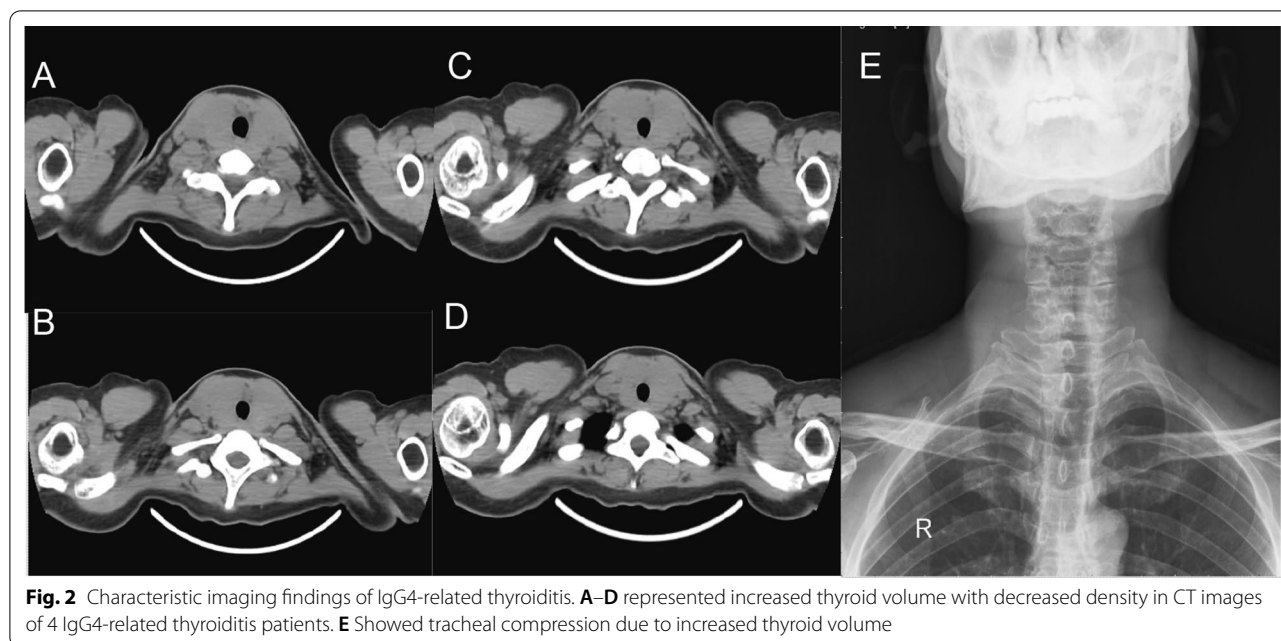 A
C
E
B
D
R
Fig. 2 Characteristic imaging findings of IgG4-related thyroiditis. A–D represented increased thyroid volume with decreased density in CT images
of 4 IgG4-related thyroiditis patients. E Showed tracheal compression due to increased thyroid volume